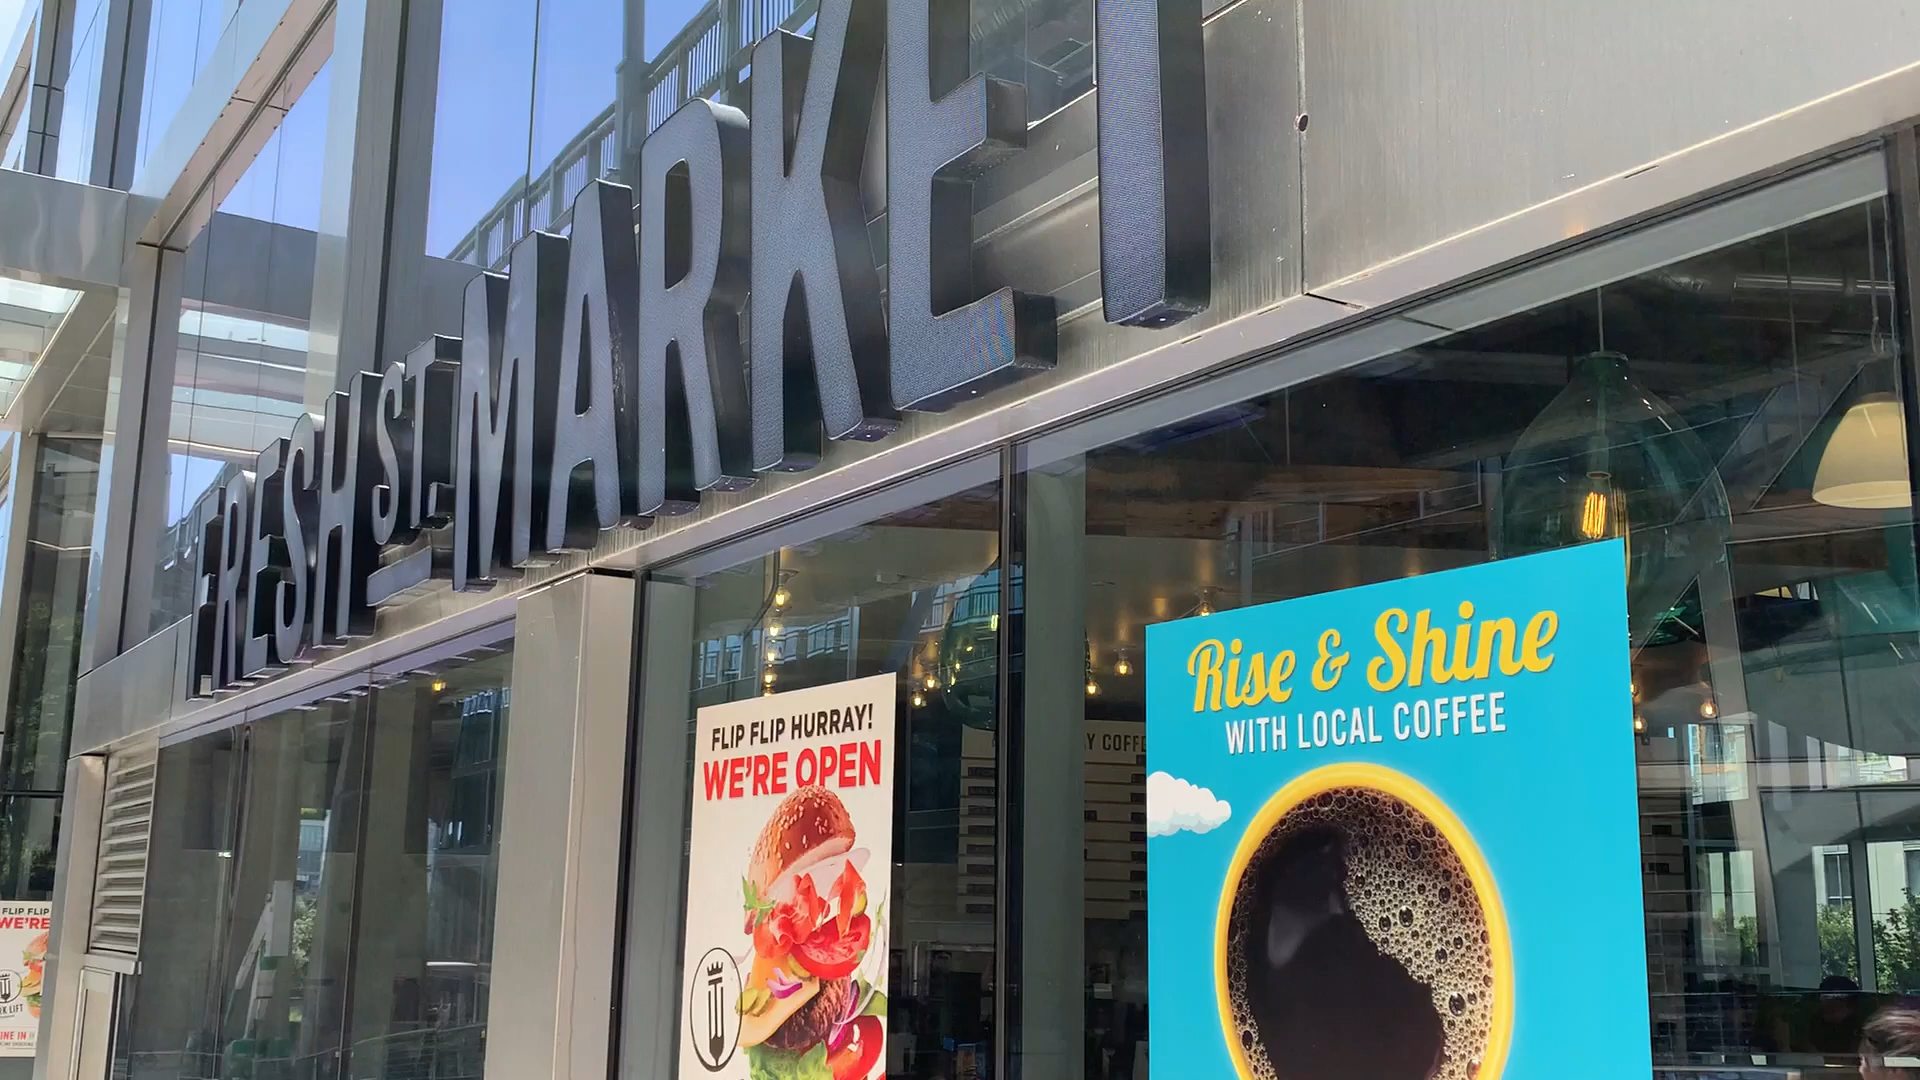 FRESH ST. MARKET
FLIP FLIP HURRAY!
WE'RE OPEN
Rise & Shine
WITH LOCAL COFFEE
FLIP FLIP
WE'RE